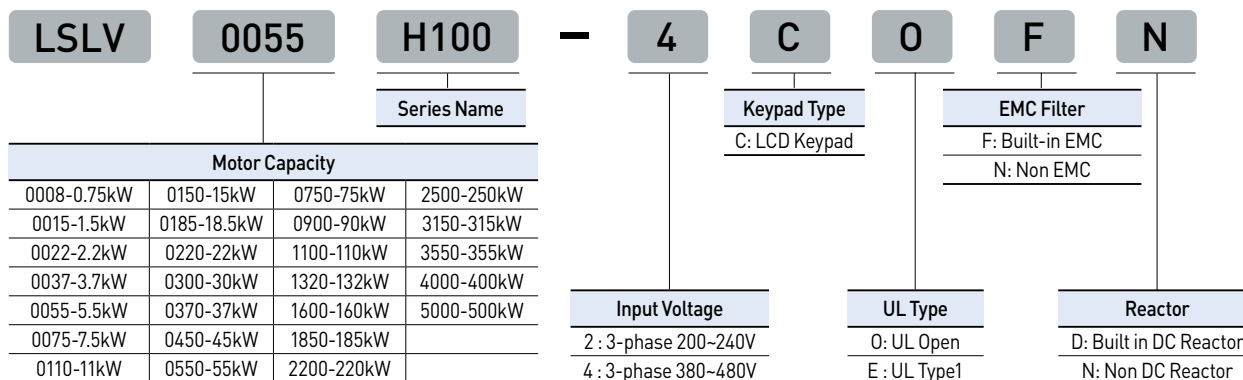 LSLV 0055 H100 - 4 C O F N
Series Name
Keypad Type
C: LCD Keypad
EMC Filter
F: Built-in EMC
N: Non EMC
Motor Capacity
0008-0.75kW 0150-15kW 0750-75kW 2500-250kW
0015-1.5kW 0185-18.5kW 0900-90kW 3150-315kW
0022-2.2kW 0220-22kW 1100-110kW 3550-355kW
0037-3.7kW 0300-30kW 1320-132kW 4000-400kW
0055-5.5kW 0370-37kW 1600-160kW 5000-500kW
0075-7.5kW 0450-45kW 1850-185kW
0110-11kW 0550-55kW 2200-220kW
Input Voltage
2 : 3-phase 200~240V
4 : 3-phase 380~480V
UL Type
O: UL Open
E : UL Type1
Reactor
D: Built in DC Reactor
N: Non DC Reactor